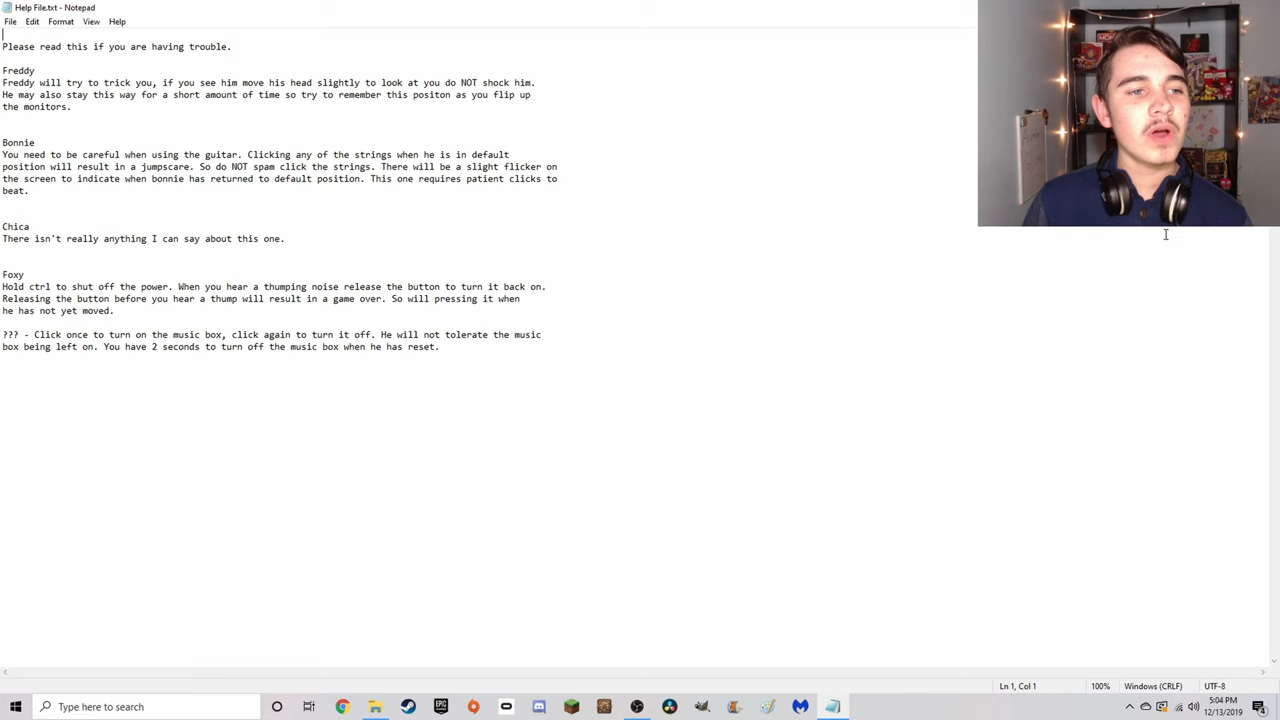 Help File.txt - Notepad
File Edit Format View Help
Please read this if you are having trouble.
Freddy
Freddy will try to trick you, if you see him move his head slightly to look at you do NOT shock him.
He may also stay this way for a short amount of time so try to remember this positon as you flip up
the monitors.
Bonnie
You need to be careful when using the guitar. Clicking any of the strings when he is in default
position will result in a jumpscare. So do NOT spam click the strings. There will be a slight flicker on
the screen to indicate when bonnie has returned to default position. This one requires patient clicks to
beat.
Chica
There isn't really anything I can say about this one.
Foxy
Hold ctrl to shut off the power. When you hear a thumping noise release the button to turn it back on.
Releasing the button before you hear a thump will result in a game over. So will pressing it when
he has not yet moved.
??? - Click once to turn on the music box, click again to turn it off. He will not tolerate the music
box being left on. You have 2 seconds to turn off the music box when he has reset.
Ln 1, Col 1 100% Windows (CRLF) UTF-8
Type here to search
EPIC
5:04 PM
12/13/2019
4